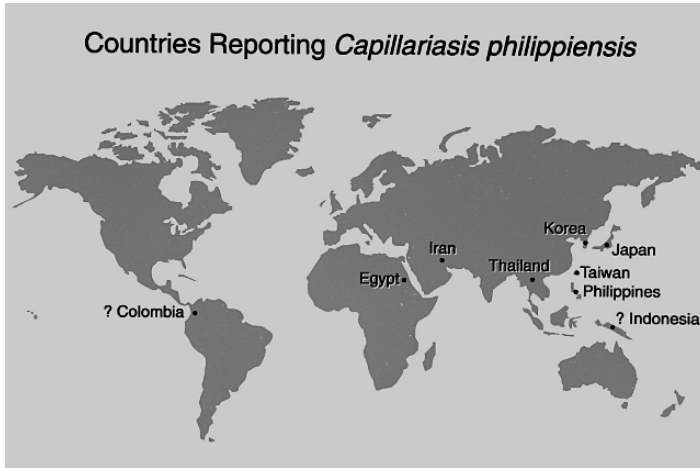 Countries Reporting Capillariasis philippiensis
Korea
Japan
Iran
Thailand
Egypt
Taiwan
Philippines
? Colombia
? Indonesia